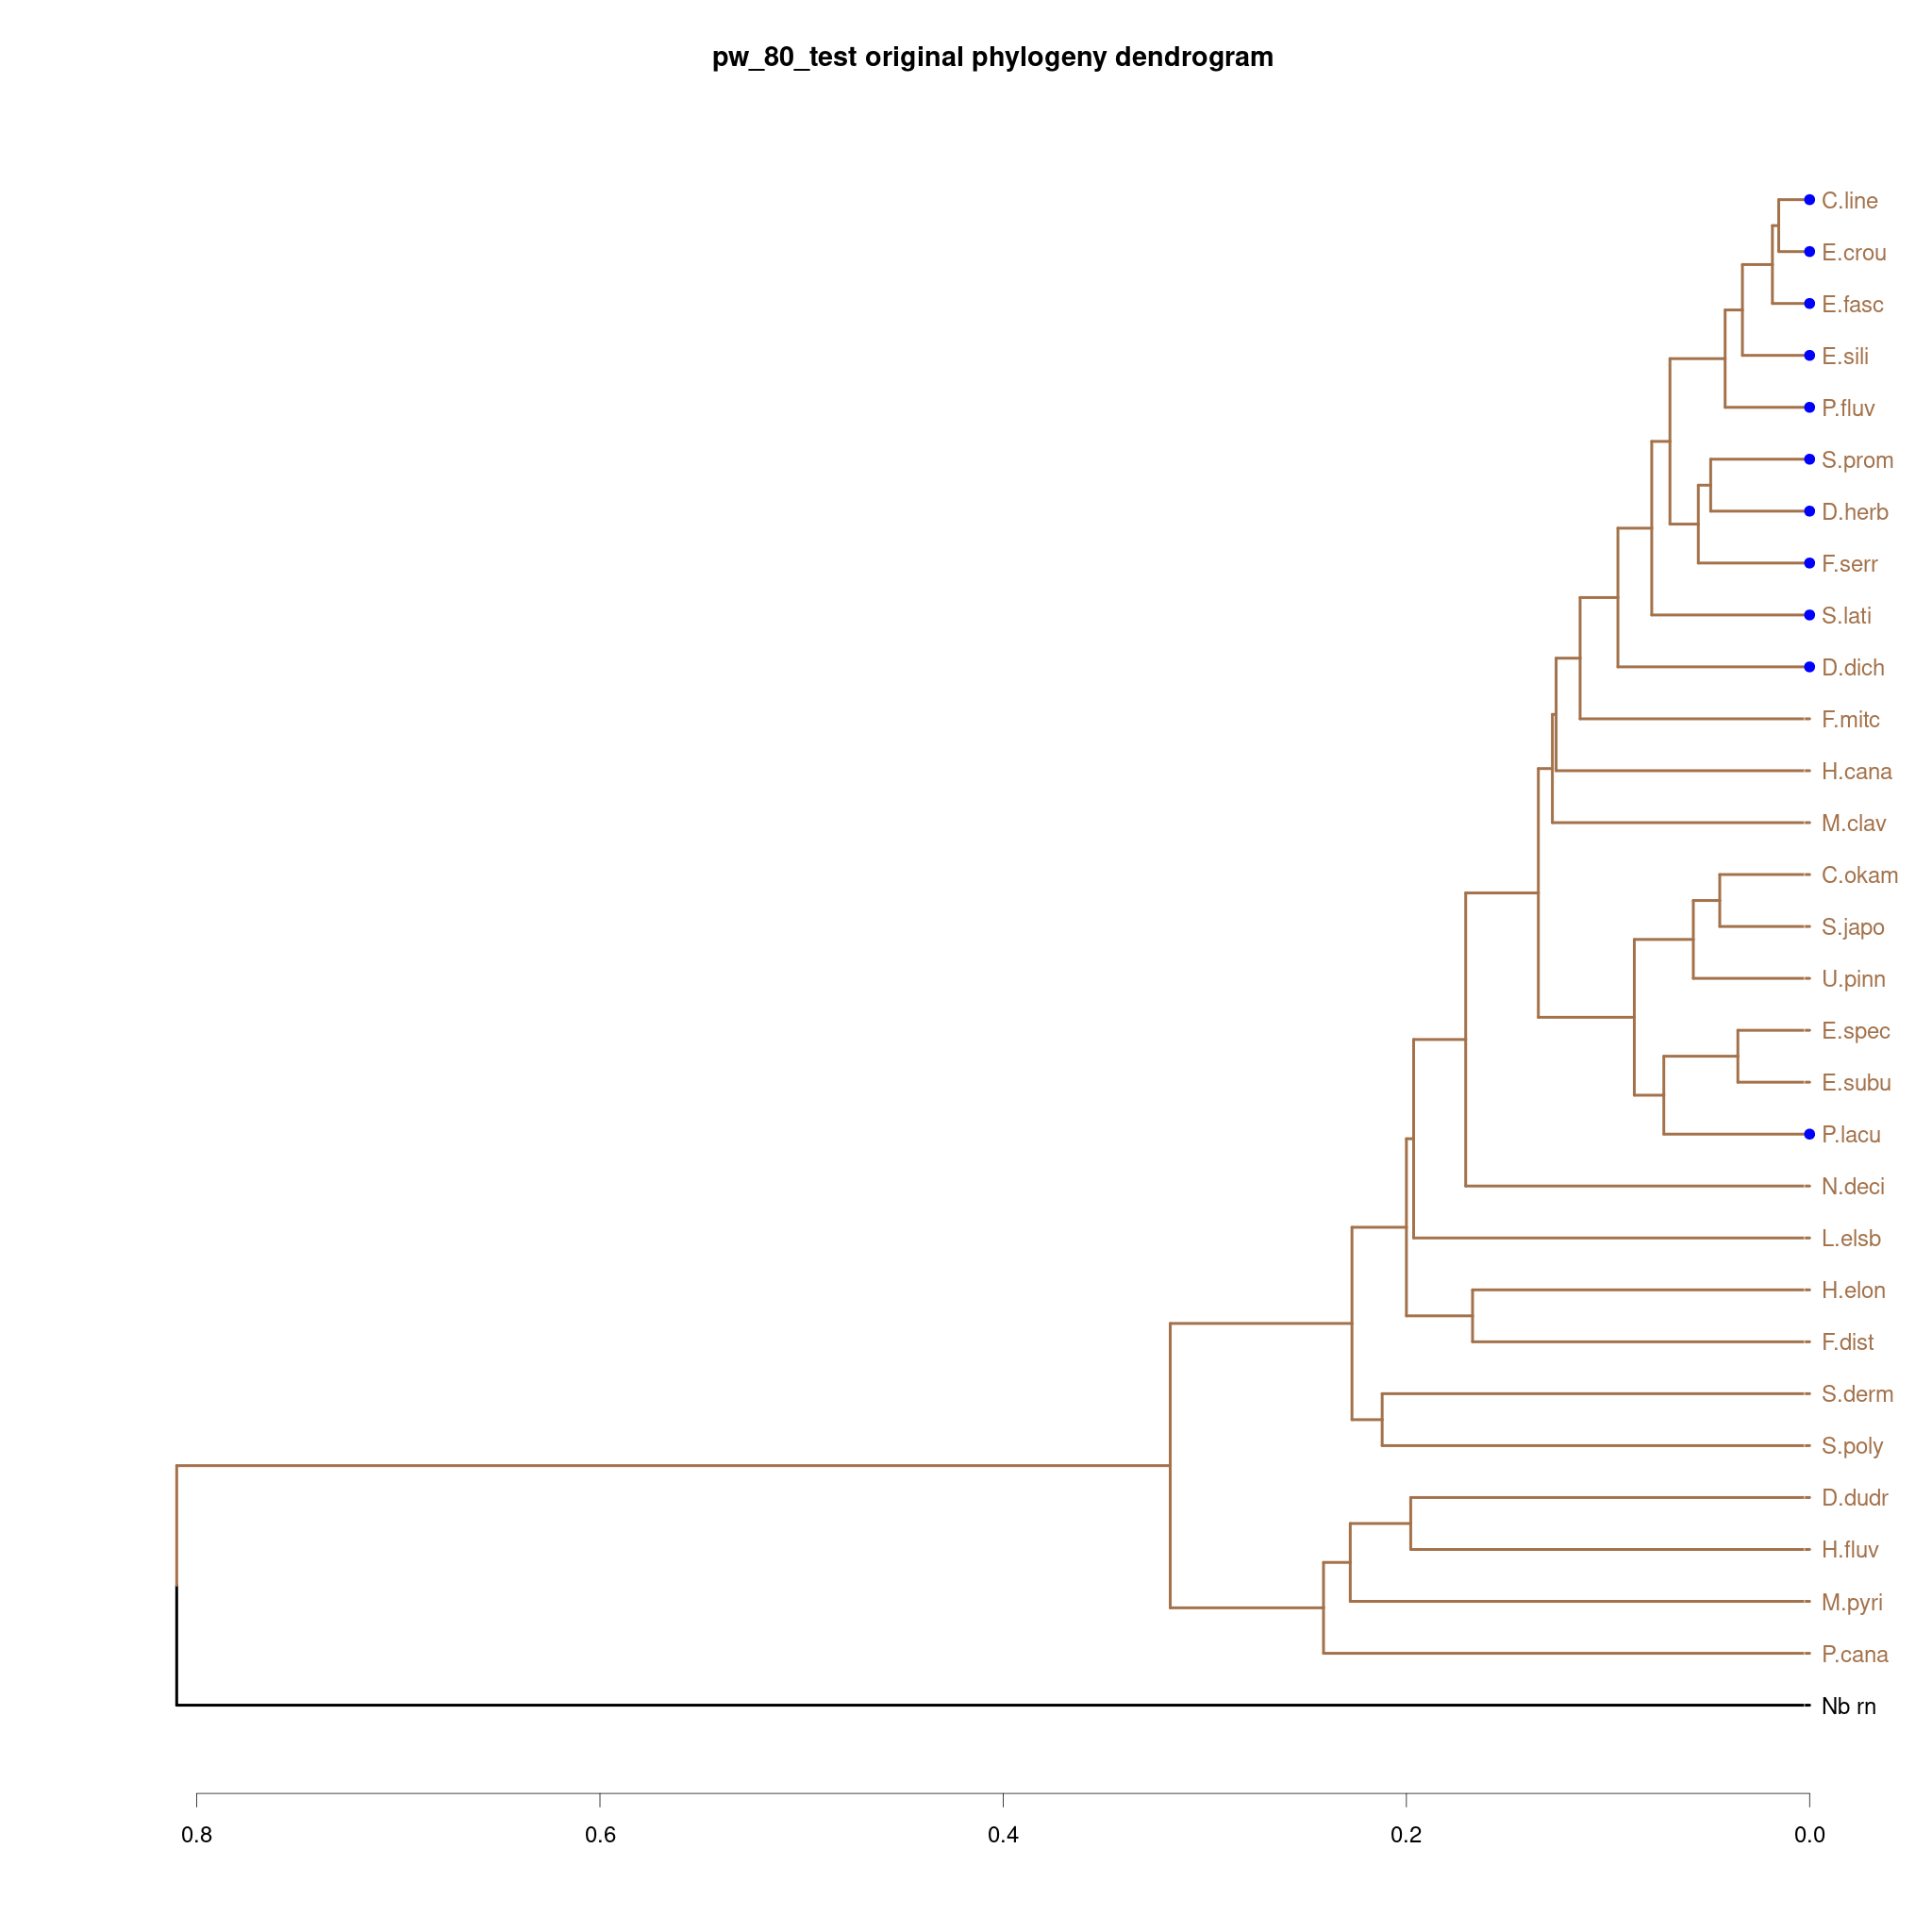 pw_80_test original phylogeny dendrogram
C.line
E.crou
E.fasc
E.sili
P.fluv
S.prom
D.herb
F.serr
S.lati
D.dich
F.mitc
H.cana
M.clav
C.okam
S.japo
U.pinn
E.spec
E.subu
P.lacu
N.deci
L.elsb
H.elon
F.dist
S.derm
S.poly
D.dudr
H.fluv
M.pyri
P.cana
Nb rn
0.8 0.6 0.4 0.2 0.0